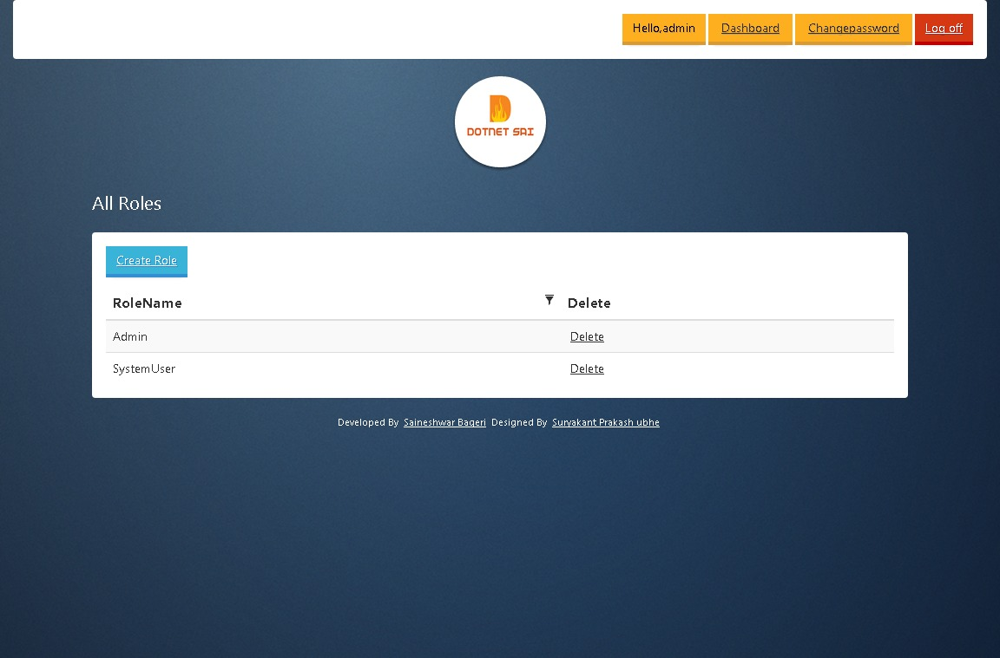 Hello,admin Dashboard Changepassword Log off
D
DOTNET SAI
All Roles
Create Role
RoleName Delete
Admin Delete
SystemUser Delete
Developed By Saineshwar Bageri Designed By Suryakant Prakash ubhe